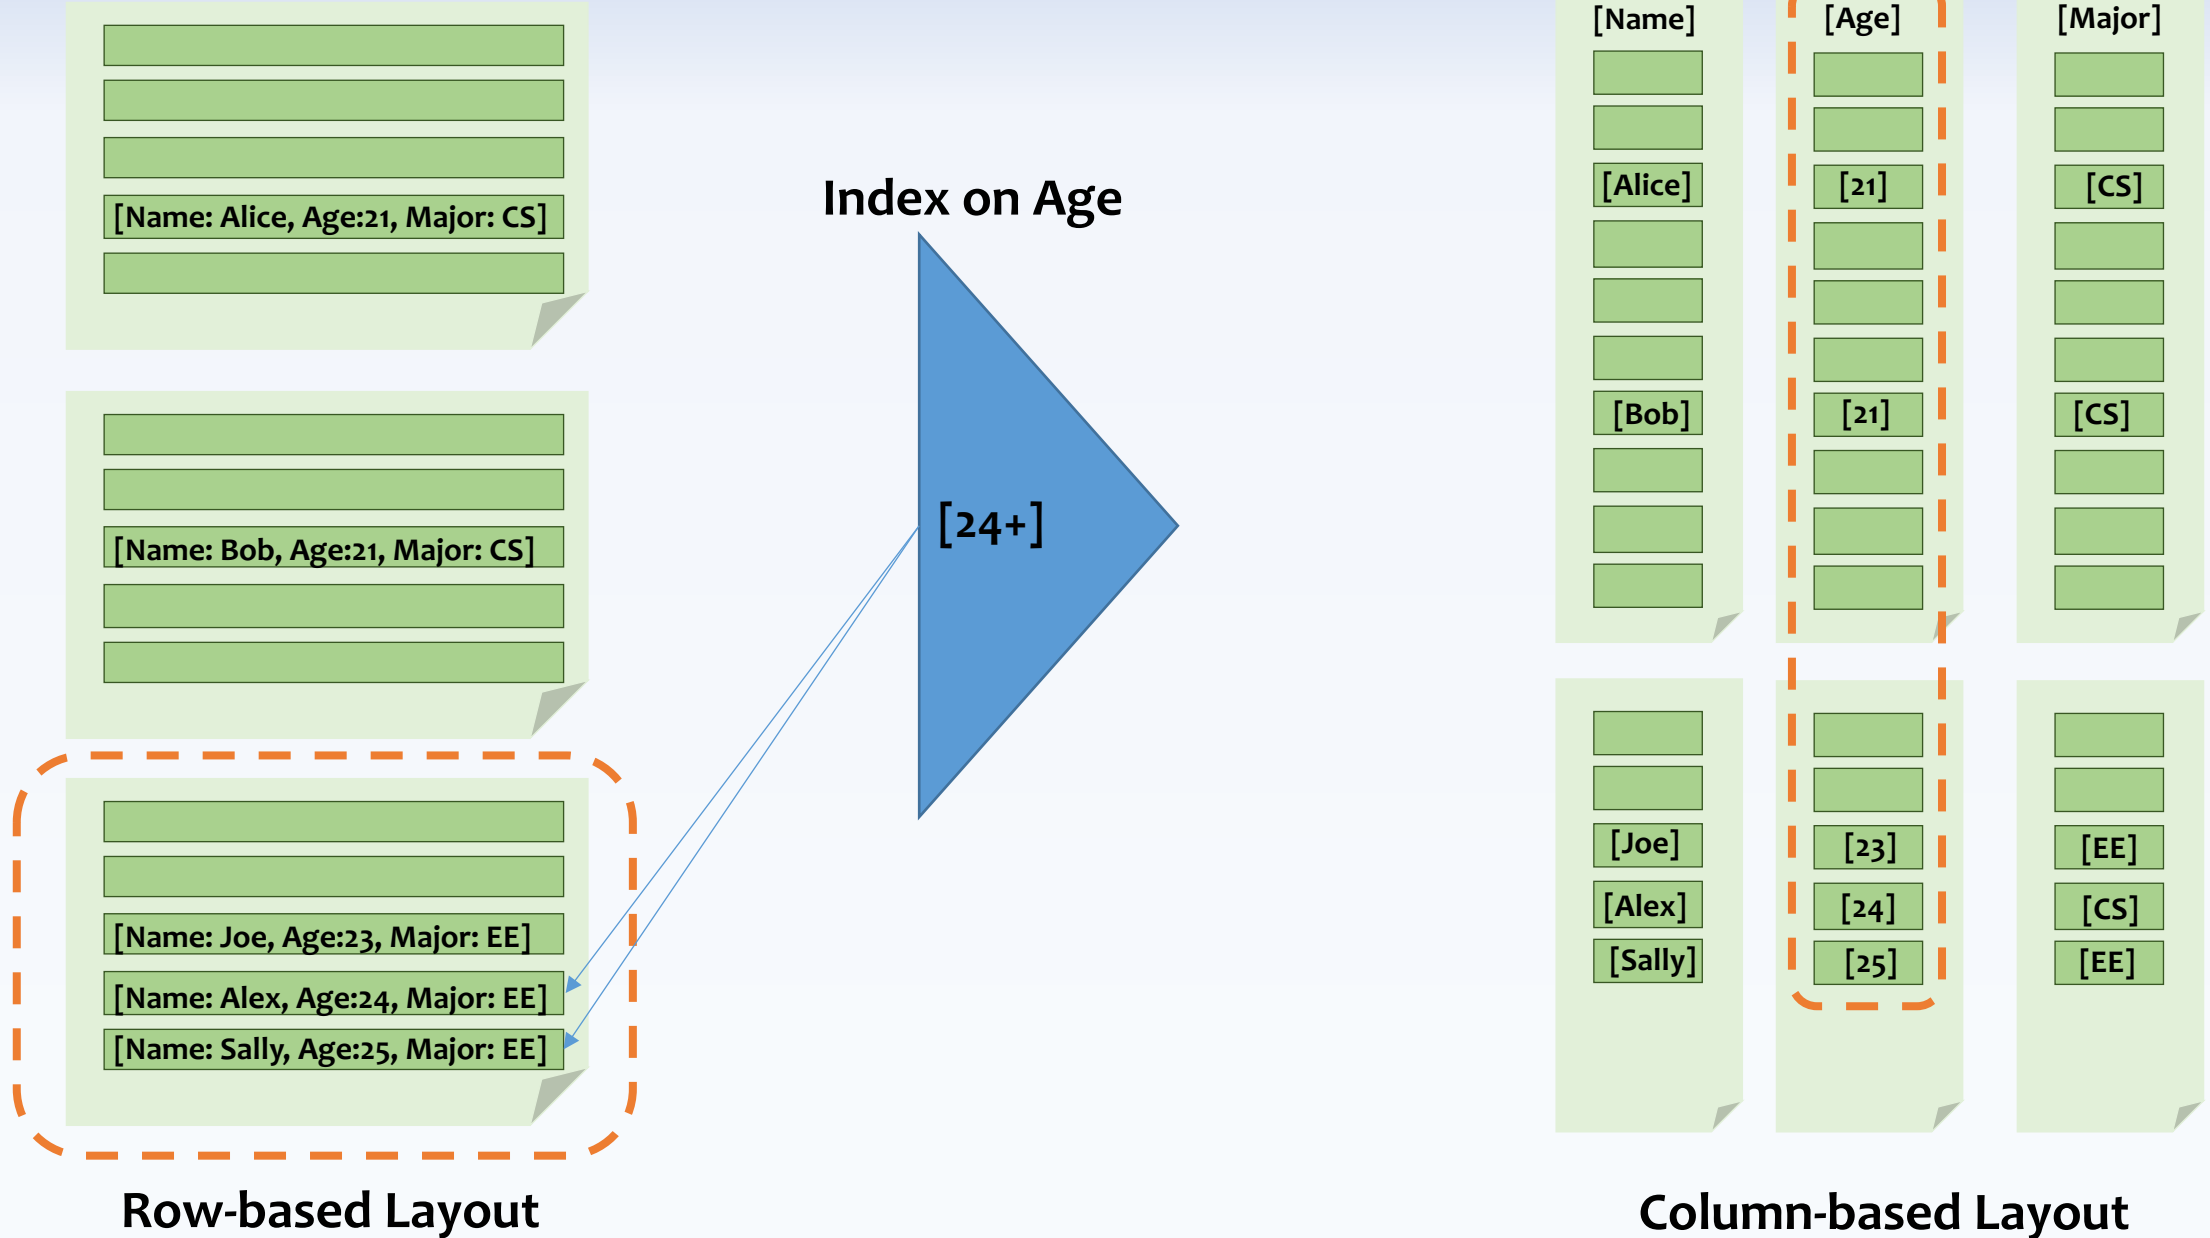 [Name: Alice, Age:21, Major: CS]
[Name: Bob, Age:21, Major: CS]
[Name: Joe, Age:23, Major: EE]
[Name: Alex, Age:24, Major: EE]
[Name: Sally, Age:25, Major: EE]
Row-based Layout
Index on Age
[24+]
[Name] [Age] [Major]
[Alice] [21] [CS]
[Bob] [21] [CS]
[Joe] [23] [EE]
[Alex] [24] [CS]
[Sally] [25] [EE]
Column-based Layout